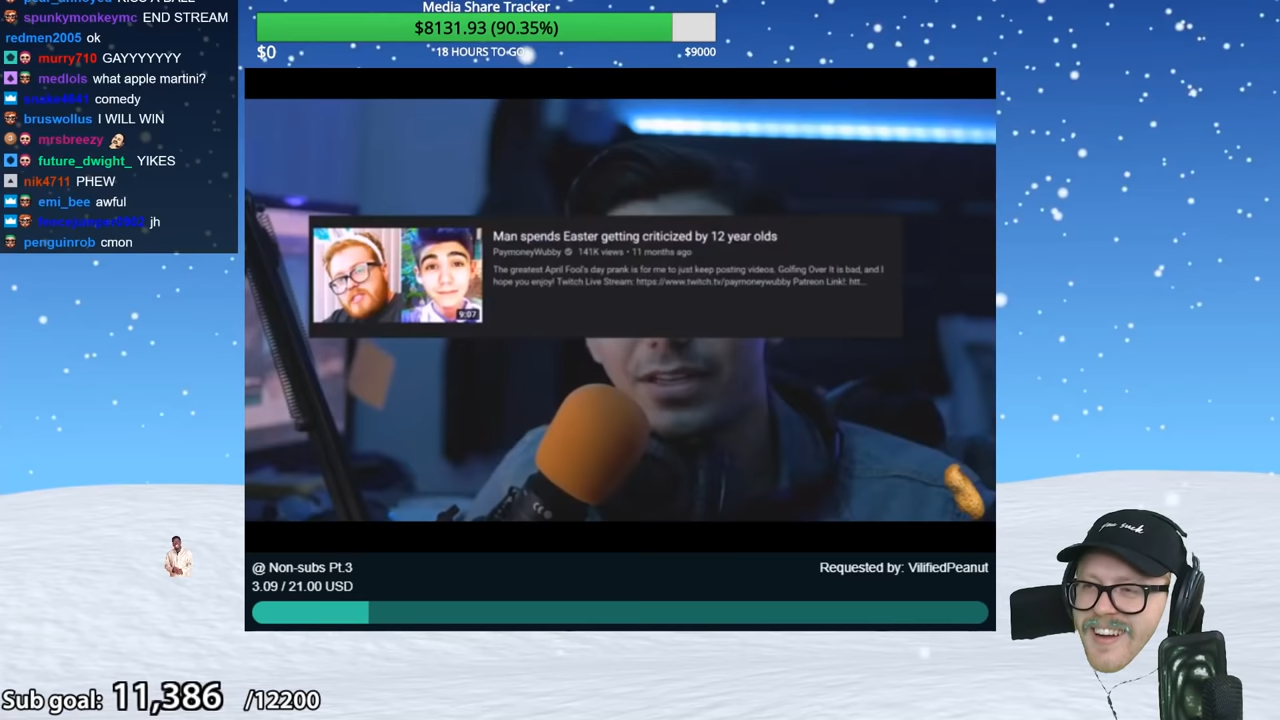 spunkymonkeymc END STREAM
redmen2005 ok
murry710 GAYYYYYYY
medlols what apple martini?
comedy
bruswollus I WILL WIN
mrsbreezy
future_dwight_ YIKES
nik4711 PHEW
emi_bee awful
jh
penguinrob cmon
Media Share Tracker
$8131.93 (90.35%)
$0
18 HOURS TO GO
$9000
Man spends Easter getting criticized by 12 year olds
PaymoneyWubby 141K views • 11 months ago
The greatest April Fool's day prank is for me to just keep posting videos. Golfing Over It is bad, and I
hope you enjoy! Twitch Live Stream: https://www.twitch.tv/paymoneywubby Patreon Link!: htt...
9:07
@ Non-subs Pt.3
Requested by: VilifiedPeanut
3.09 / 21.00 USD
you suck
Sub goal: 11,386 /12200